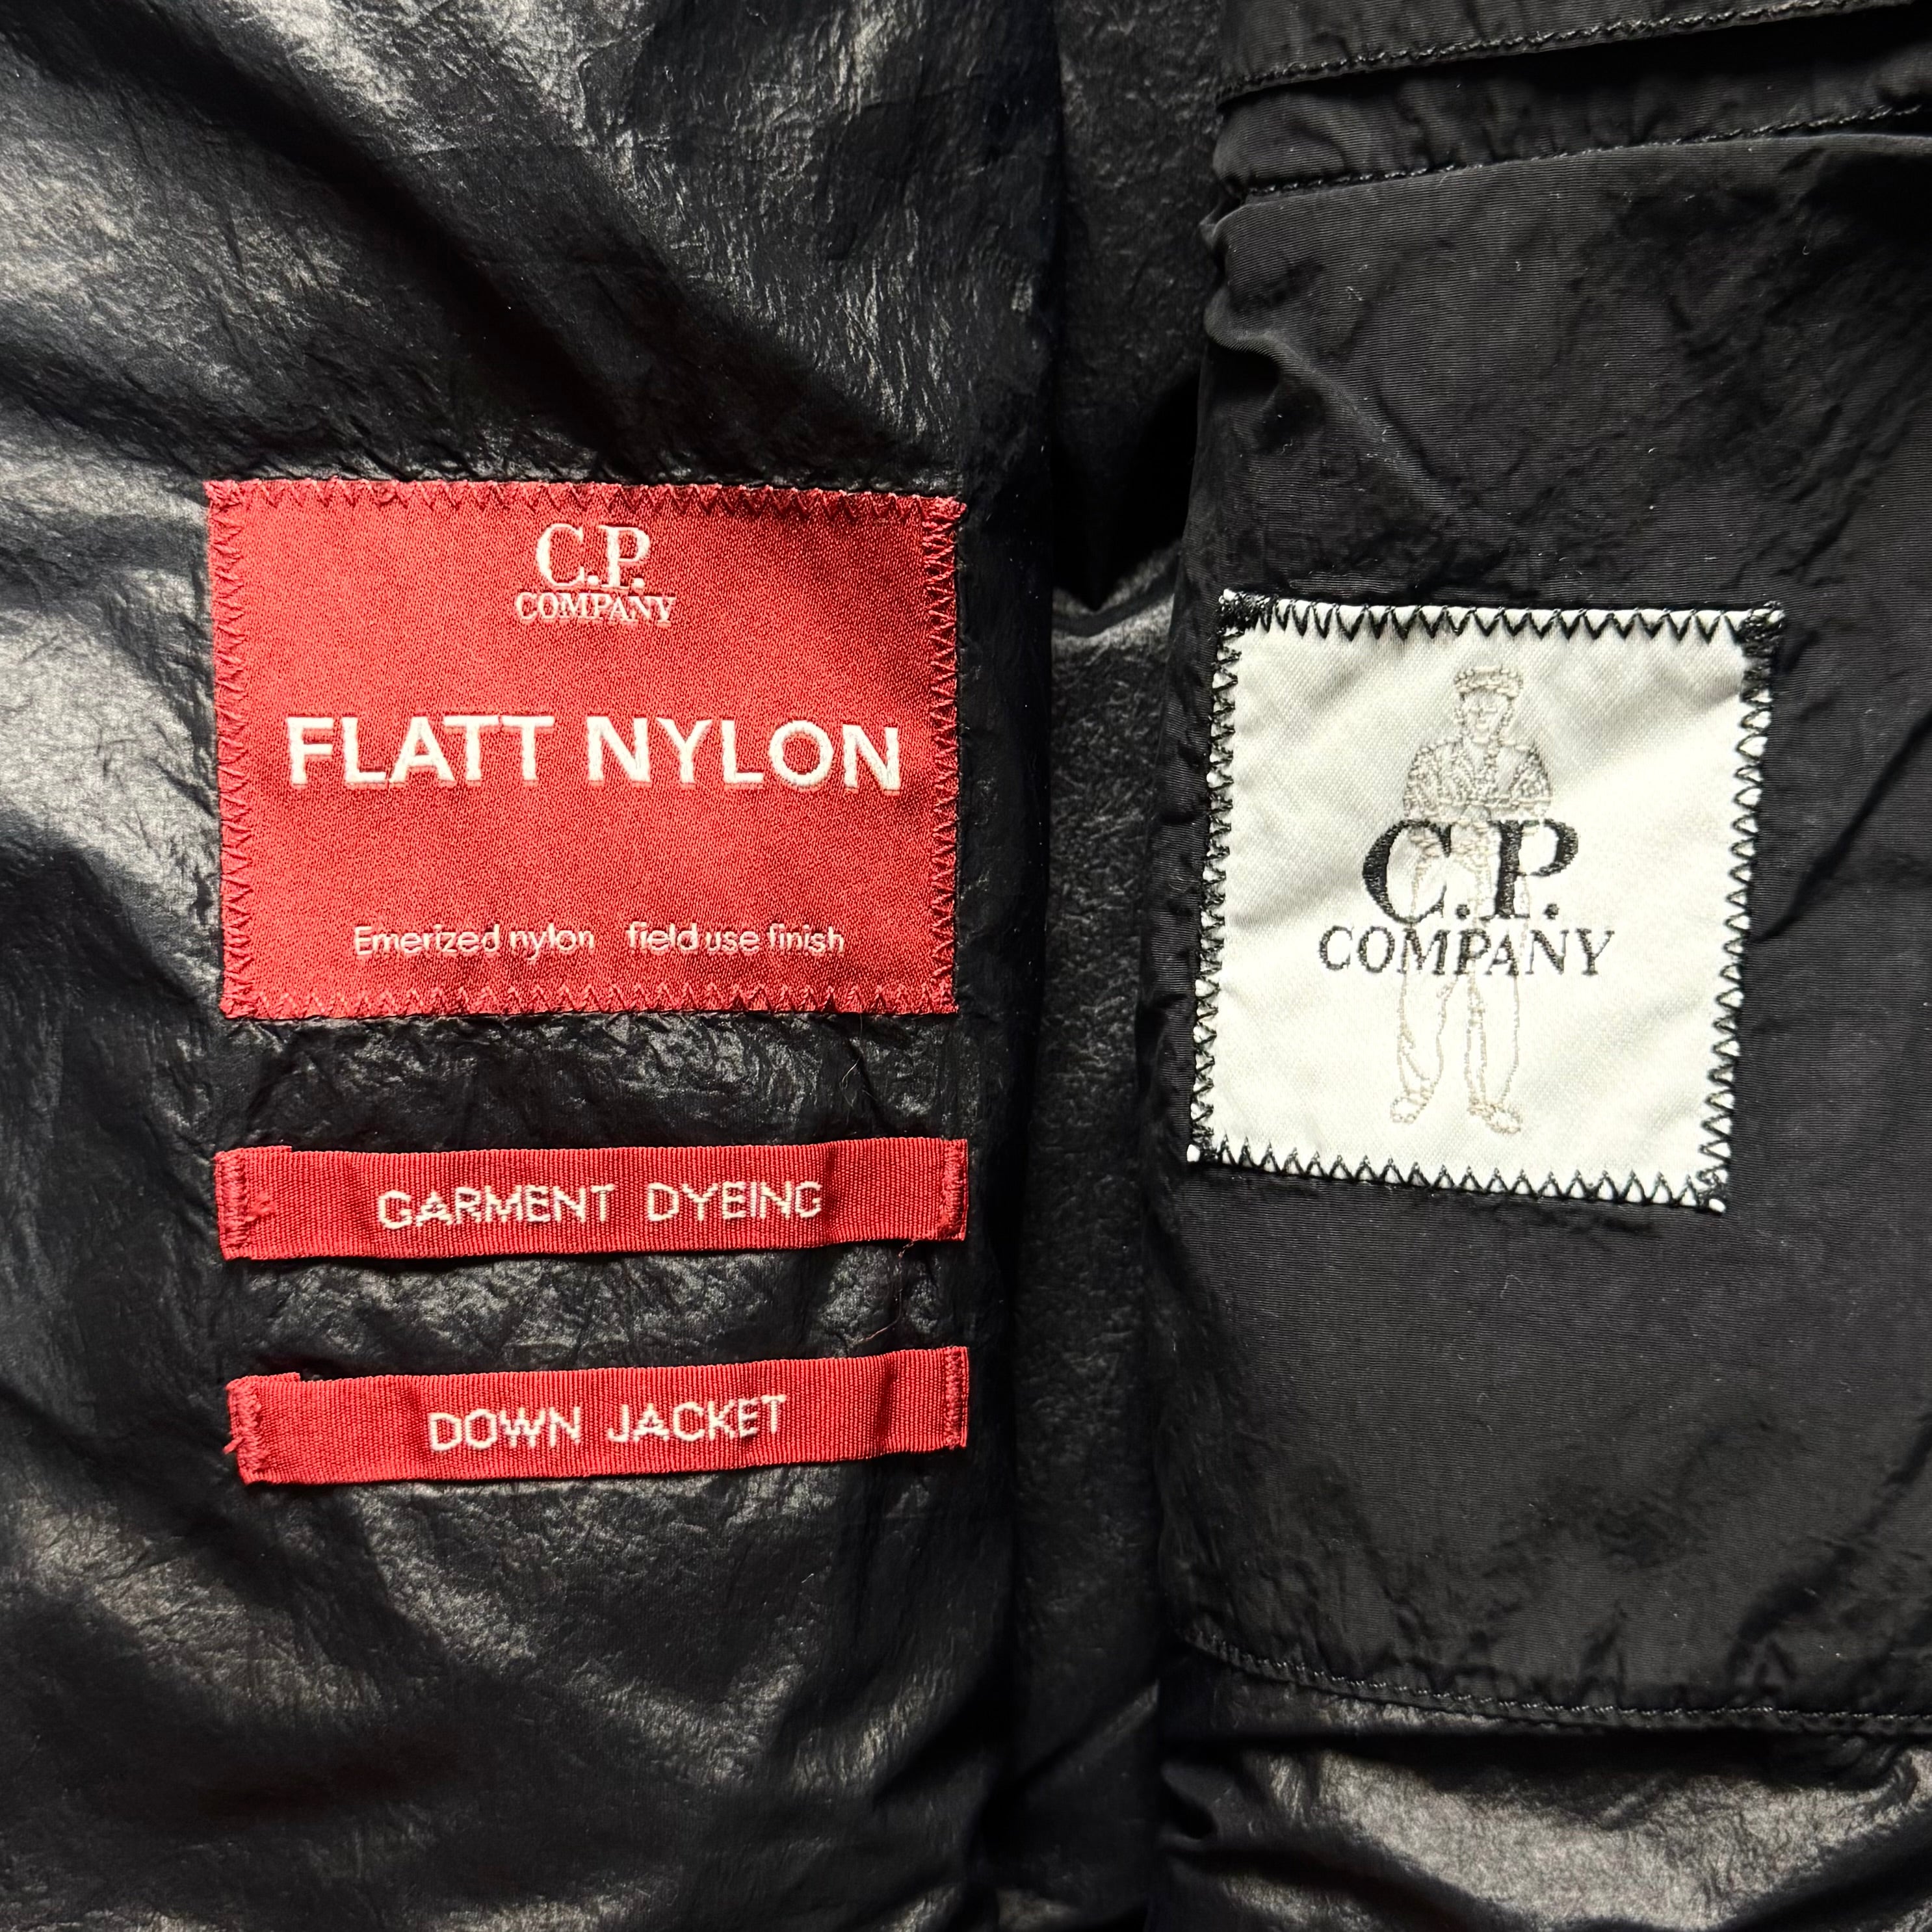 C.P.
COMPANY
FLATT NYLON
Emerized nylon field use finish
GARMENT DYEING
DOWN JACKET
C.P.
COMPANY